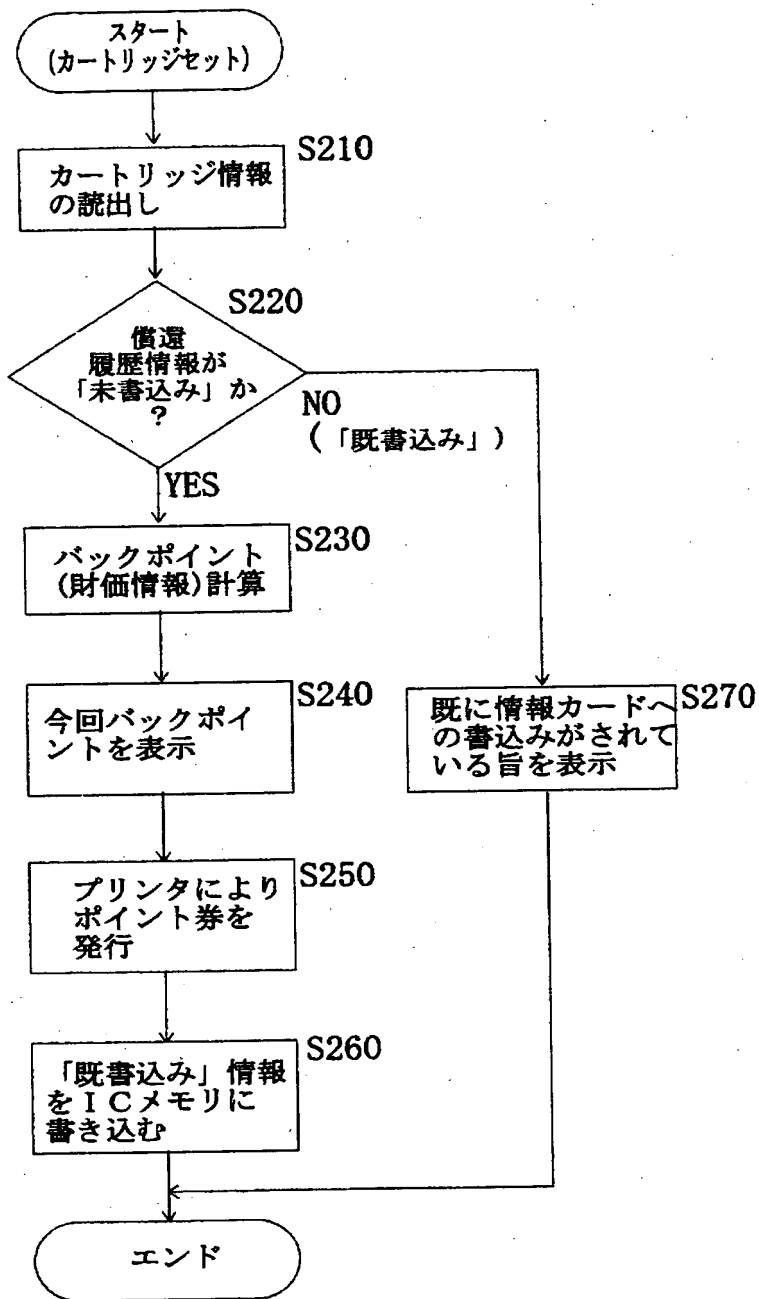 スタート
(カートリッジセット)
S210
カートリッジ情報
の読出し
S220
償還
履歴情報が
「未書込み」か
?
NO
(「既書込み」)
YES
S230
バックポイント
(財価情報)計算
S240
今回バックポイ
ントを表示
S270
既に情報カードへ
の書込みがされて
いる旨を表示
S250
プリンタにより
ポイント券を
発行
S260
「既書込み」情報
をICメモリに
書き込む
エンド